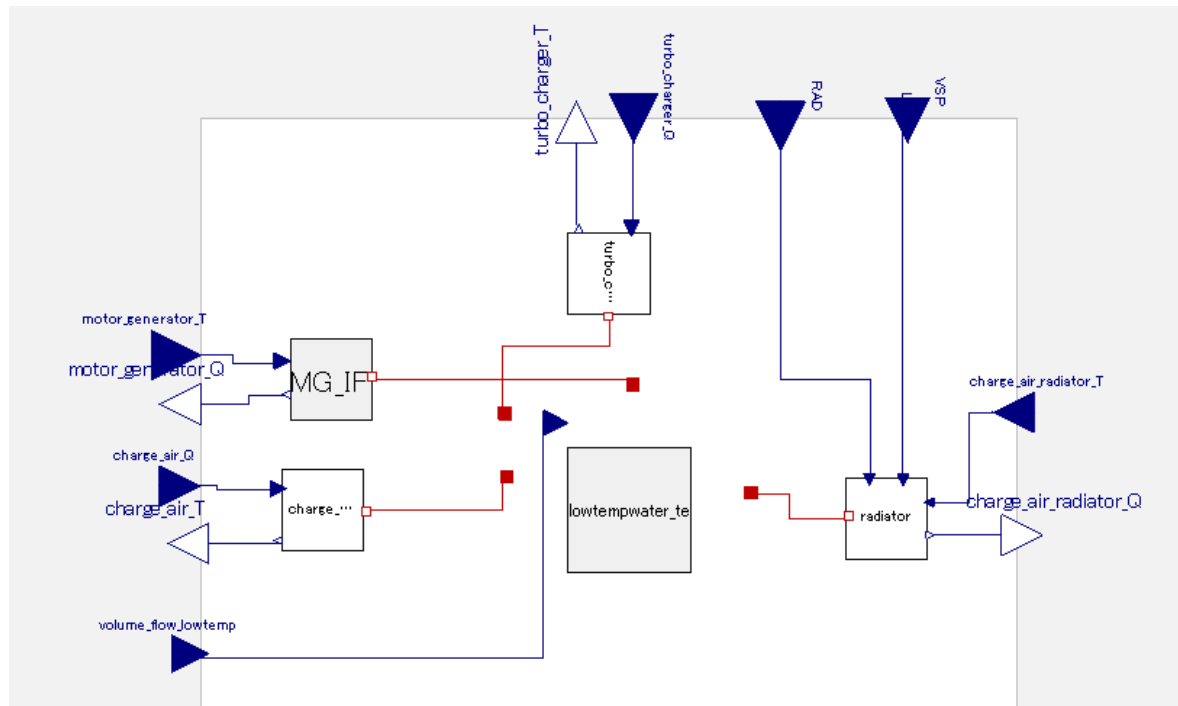 turbo_charger_T
turbo_charger_Q
RAD
VSP
turbo_c…
motor_generator_T
motor_generator_Q
MG_IF
charge_air_radiator_T
charge_air_Q
charge_air_T
charge_…
lowtempwater_te
radiator
charge_air_radiator_Q
volume_flow_lowtemp